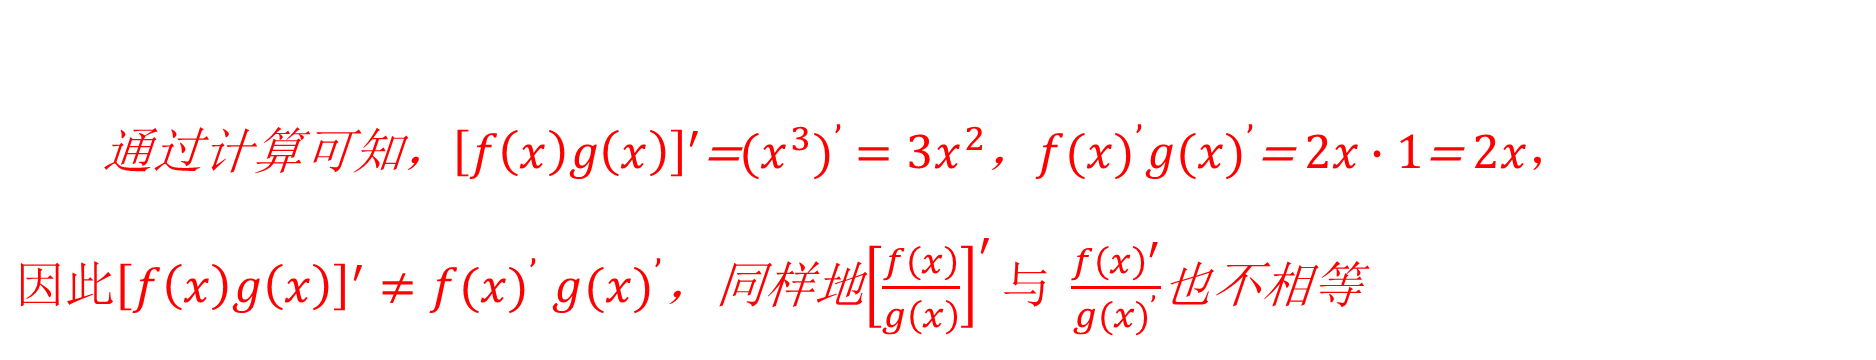 通过计算可知，[f(x)g(x)]′=(x³)’ = 3x²，f(x)’g(x)’=2x·1=2x，
因此[f(x)g(x)]′ ≠ f(x)’ g(x)’，同样地[f(x)/g(x)]′ 与 f(x)′/g(x)’ 也不相等